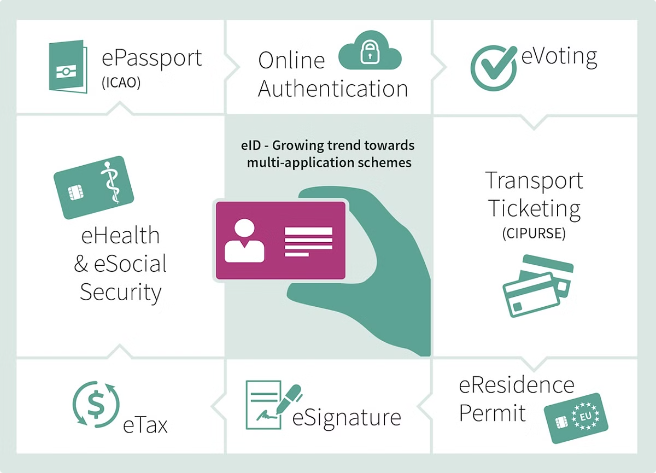 ePassport
(ICAO)
Online
Authentication
eVoting
eID - Growing trend towards
multi-application schemes
eHealth
& eSocial
Security
Transport
Ticketing
(CIPURSE)
$
eTax
eSignature
eResidence
Permit
EU